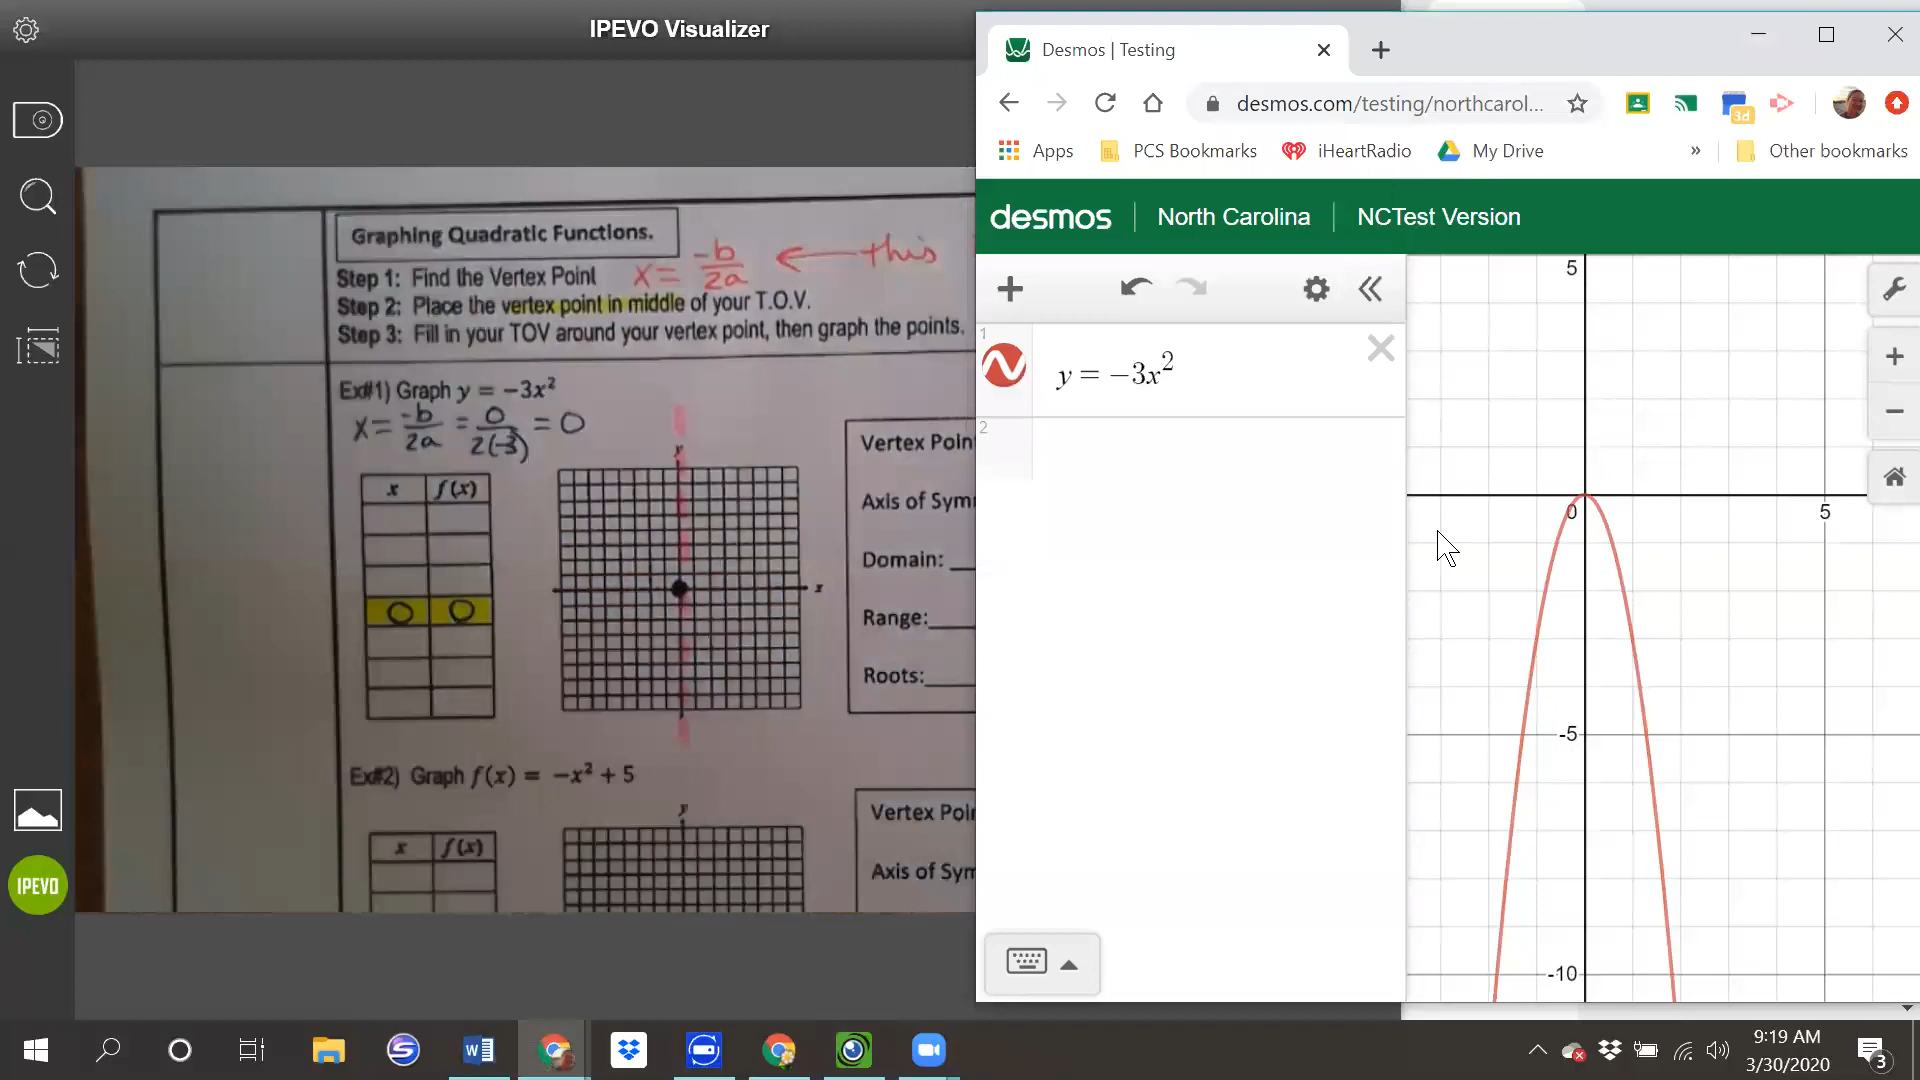 IPEVO Visualizer
Graphing Quadratic Functions.
Step 1: Find the Vertex Point x = -b/2a ← this
Step 2: Place the vertex point in middle of your T.O.V.
Step 3: Fill in your TOV around your vertex point, then graph the points.
Ex#1) Graph y = −3x²
x = -b/2a = 0/2(-3) = 0
x f(x)
0 0
y
x
Vertex Poin
Axis of Sym
Domain:
Range:
Roots:
Ex#2) Graph f(x) = −x² + 5
x f(x)
y
Vertex Poi
Axis of Sym
IPEVO
Desmos | Testing
desmos.com/testing/northcarol...
3d
Apps PCS Bookmarks iHeartRadio My Drive » Other bookmarks
desmos North Carolina NCTest Version
1
y = −3x²
2
5
0
5
-5
-10
9:19 AM
3/30/2020
3